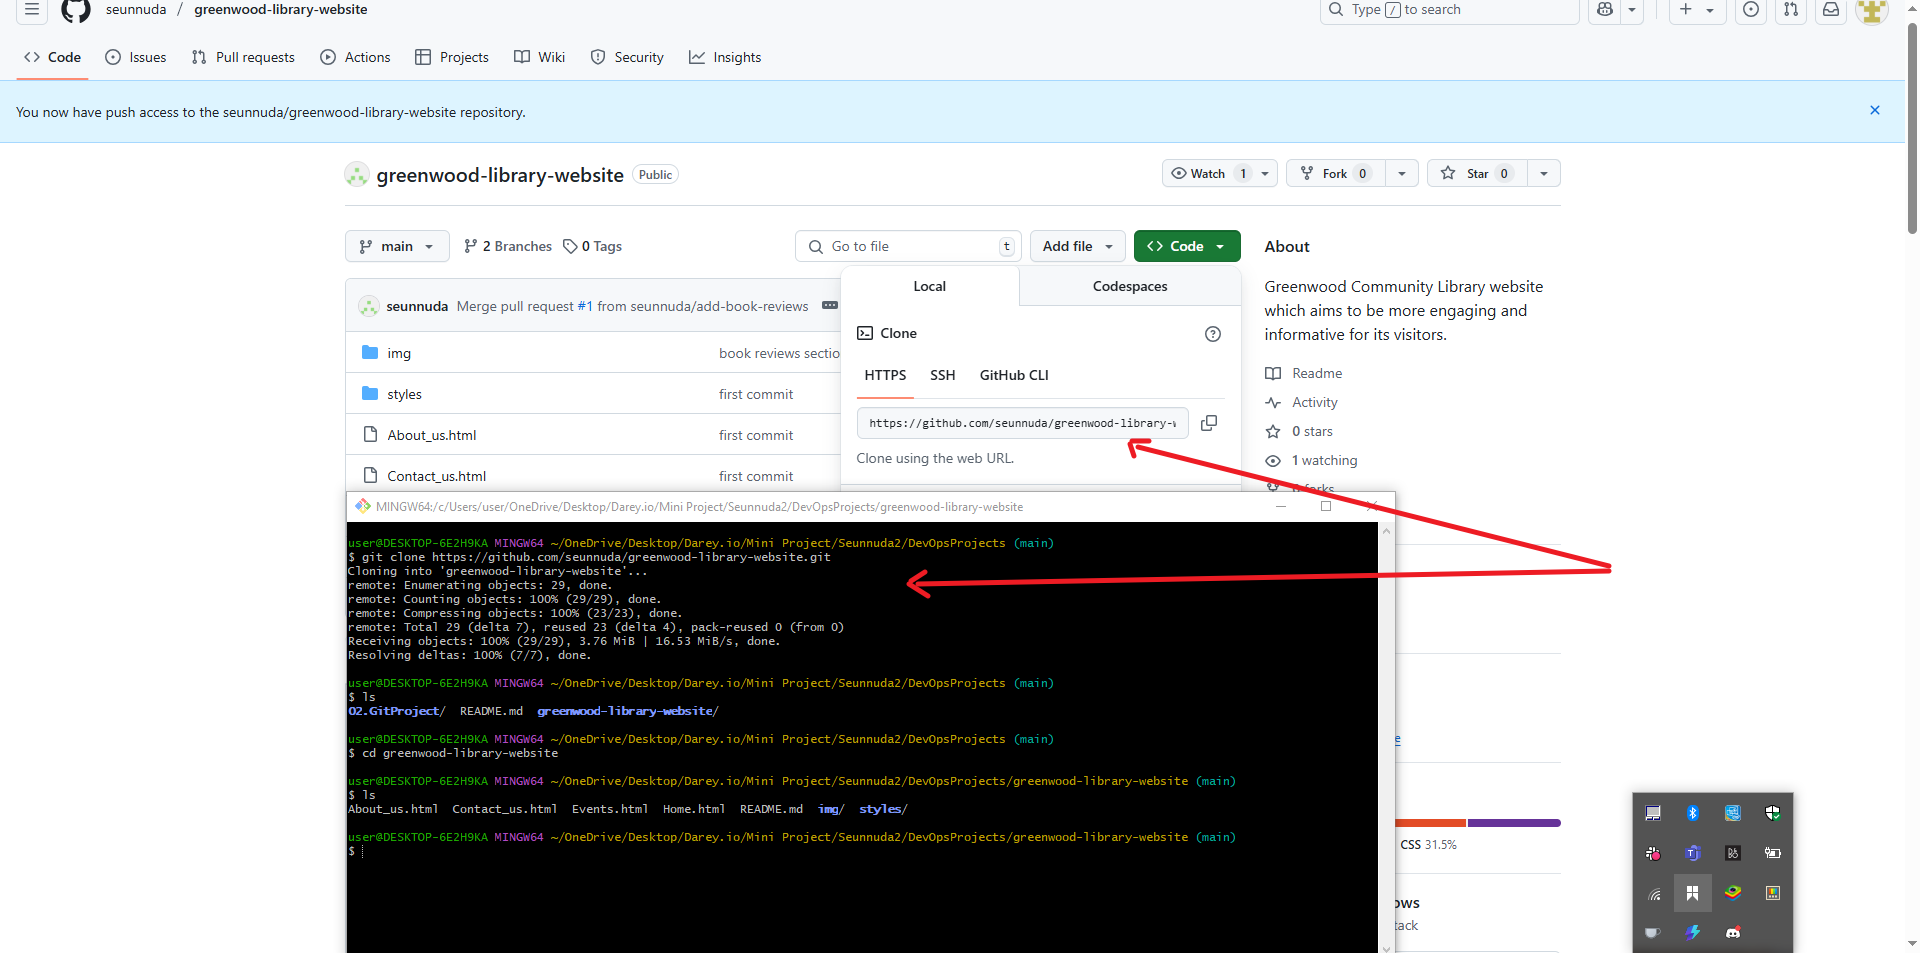 seunnuda / greenwood-library-website
Type / to search
Code Issues Pull requests Actions Projects Wiki Security Insights
You now have push access to the seunnuda/greenwood-library-website repository.
greenwood-library-website Public
Watch 1 Fork 0 Star 0
main 2 Branches 0 Tags Go to file t Add file Code
About
Greenwood Community Library website
which aims to be more engaging and
informative for its visitors.
Readme
Activity
0 stars
1 watching
0 forks
seunnuda Merge pull request #1 from seunnuda/add-book-reviews
img book reviews sectio
styles first commit
About_us.html first commit
Contact_us.html first commit
Local Codespaces
Clone
HTTPS SSH GitHub CLI
https://github.com/seunnuda/greenwood-library-w
Clone using the web URL.
MINGW64:/c/Users/user/OneDrive/Desktop/Darey.io/Mini Project/Seunnuda2/DevOpsProjects/greenwood-library-website
user@DESKTOP-6E2H9KA MINGW64 ~/OneDrive/Desktop/Darey.io/Mini Project/Seunnuda2/DevOpsProjects (main)
$ git clone https://github.com/seunnuda/greenwood-library-website.git
Cloning into 'greenwood-library-website'...
remote: Enumerating objects: 29, done.
remote: Counting objects: 100% (29/29), done.
remote: Compressing objects: 100% (23/23), done.
remote: Total 29 (delta 7), reused 23 (delta 4), pack-reused 0 (from 0)
Receiving objects: 100% (29/29), 3.76 MiB | 16.53 MiB/s, done.
Resolving deltas: 100% (7/7), done.
user@DESKTOP-6E2H9KA MINGW64 ~/OneDrive/Desktop/Darey.io/Mini Project/Seunnuda2/DevOpsProjects (main)
$ ls
02.GitProject/ README.md greenwood-library-website/
user@DESKTOP-6E2H9KA MINGW64 ~/OneDrive/Desktop/Darey.io/Mini Project/Seunnuda2/DevOpsProjects (main)
$ cd greenwood-library-website
user@DESKTOP-6E2H9KA MINGW64 ~/OneDrive/Desktop/Darey.io/Mini Project/Seunnuda2/DevOpsProjects/greenwood-library-website (main)
$ ls
About_us.html Contact_us.html Events.html Home.html README.md img/ styles/
user@DESKTOP-6E2H9KA MINGW64 ~/OneDrive/Desktop/Darey.io/Mini Project/Seunnuda2/DevOpsProjects/greenwood-library-website (main)
$
e
CSS 31.5%
ows
tack